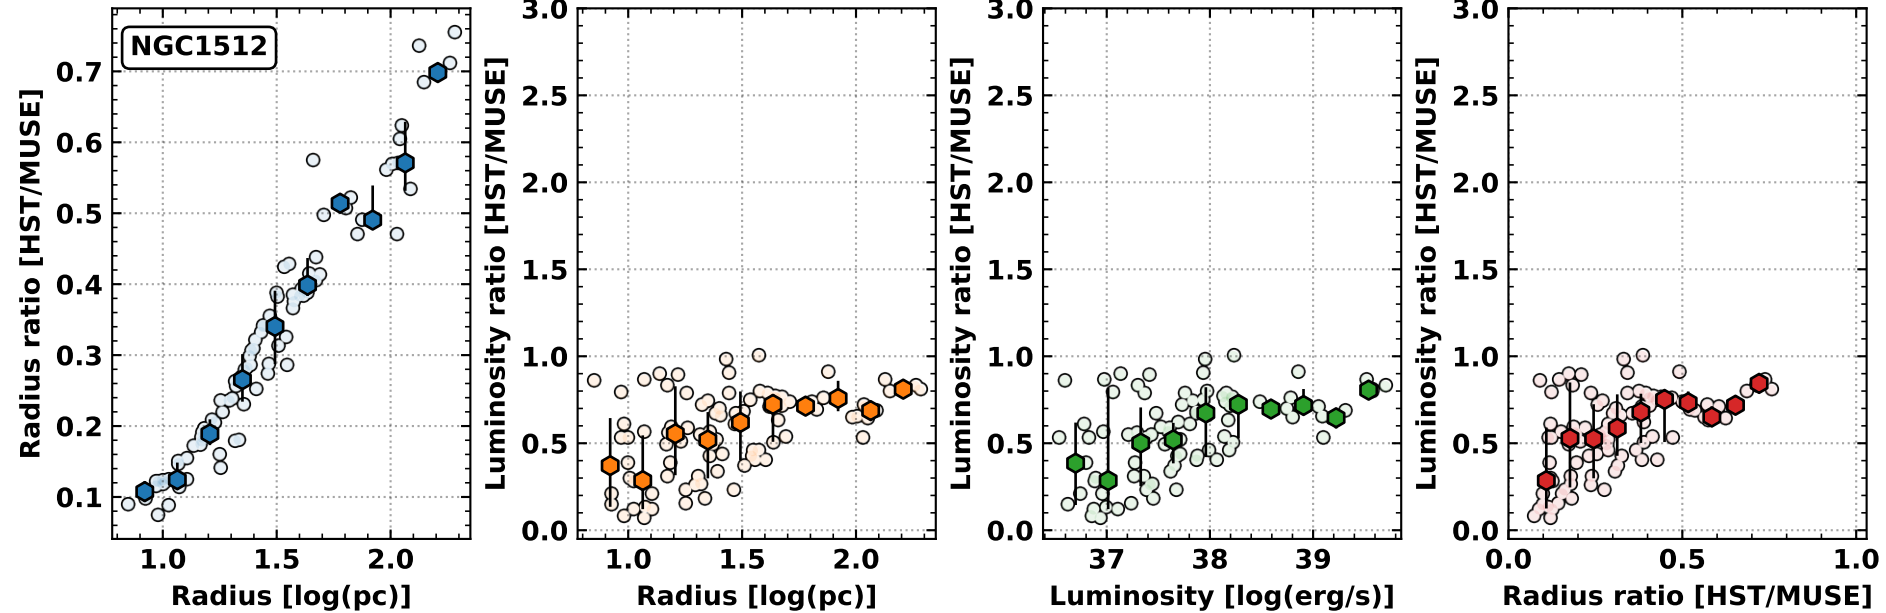 NGC1512
Radius ratio [HST/MUSE]
0.7
0.6
0.5
0.4
0.3
0.2
0.1
1.0 1.5 2.0
Radius [log(pc)]
Luminosity ratio [HST/MUSE]
3.0
2.5
2.0
1.5
1.0
0.5
0.0
1.0 1.5 2.0
Radius [log(pc)]
Luminosity ratio [HST/MUSE]
3.0
2.5
2.0
1.5
1.0
0.5
0.0
37 38 39
Luminosity [log(erg/s)]
Luminosity ratio [HST/MUSE]
3.0
2.5
2.0
1.5
1.0
0.5
0.0
0.0 0.5 1.0
Radius ratio [HST/MUSE]